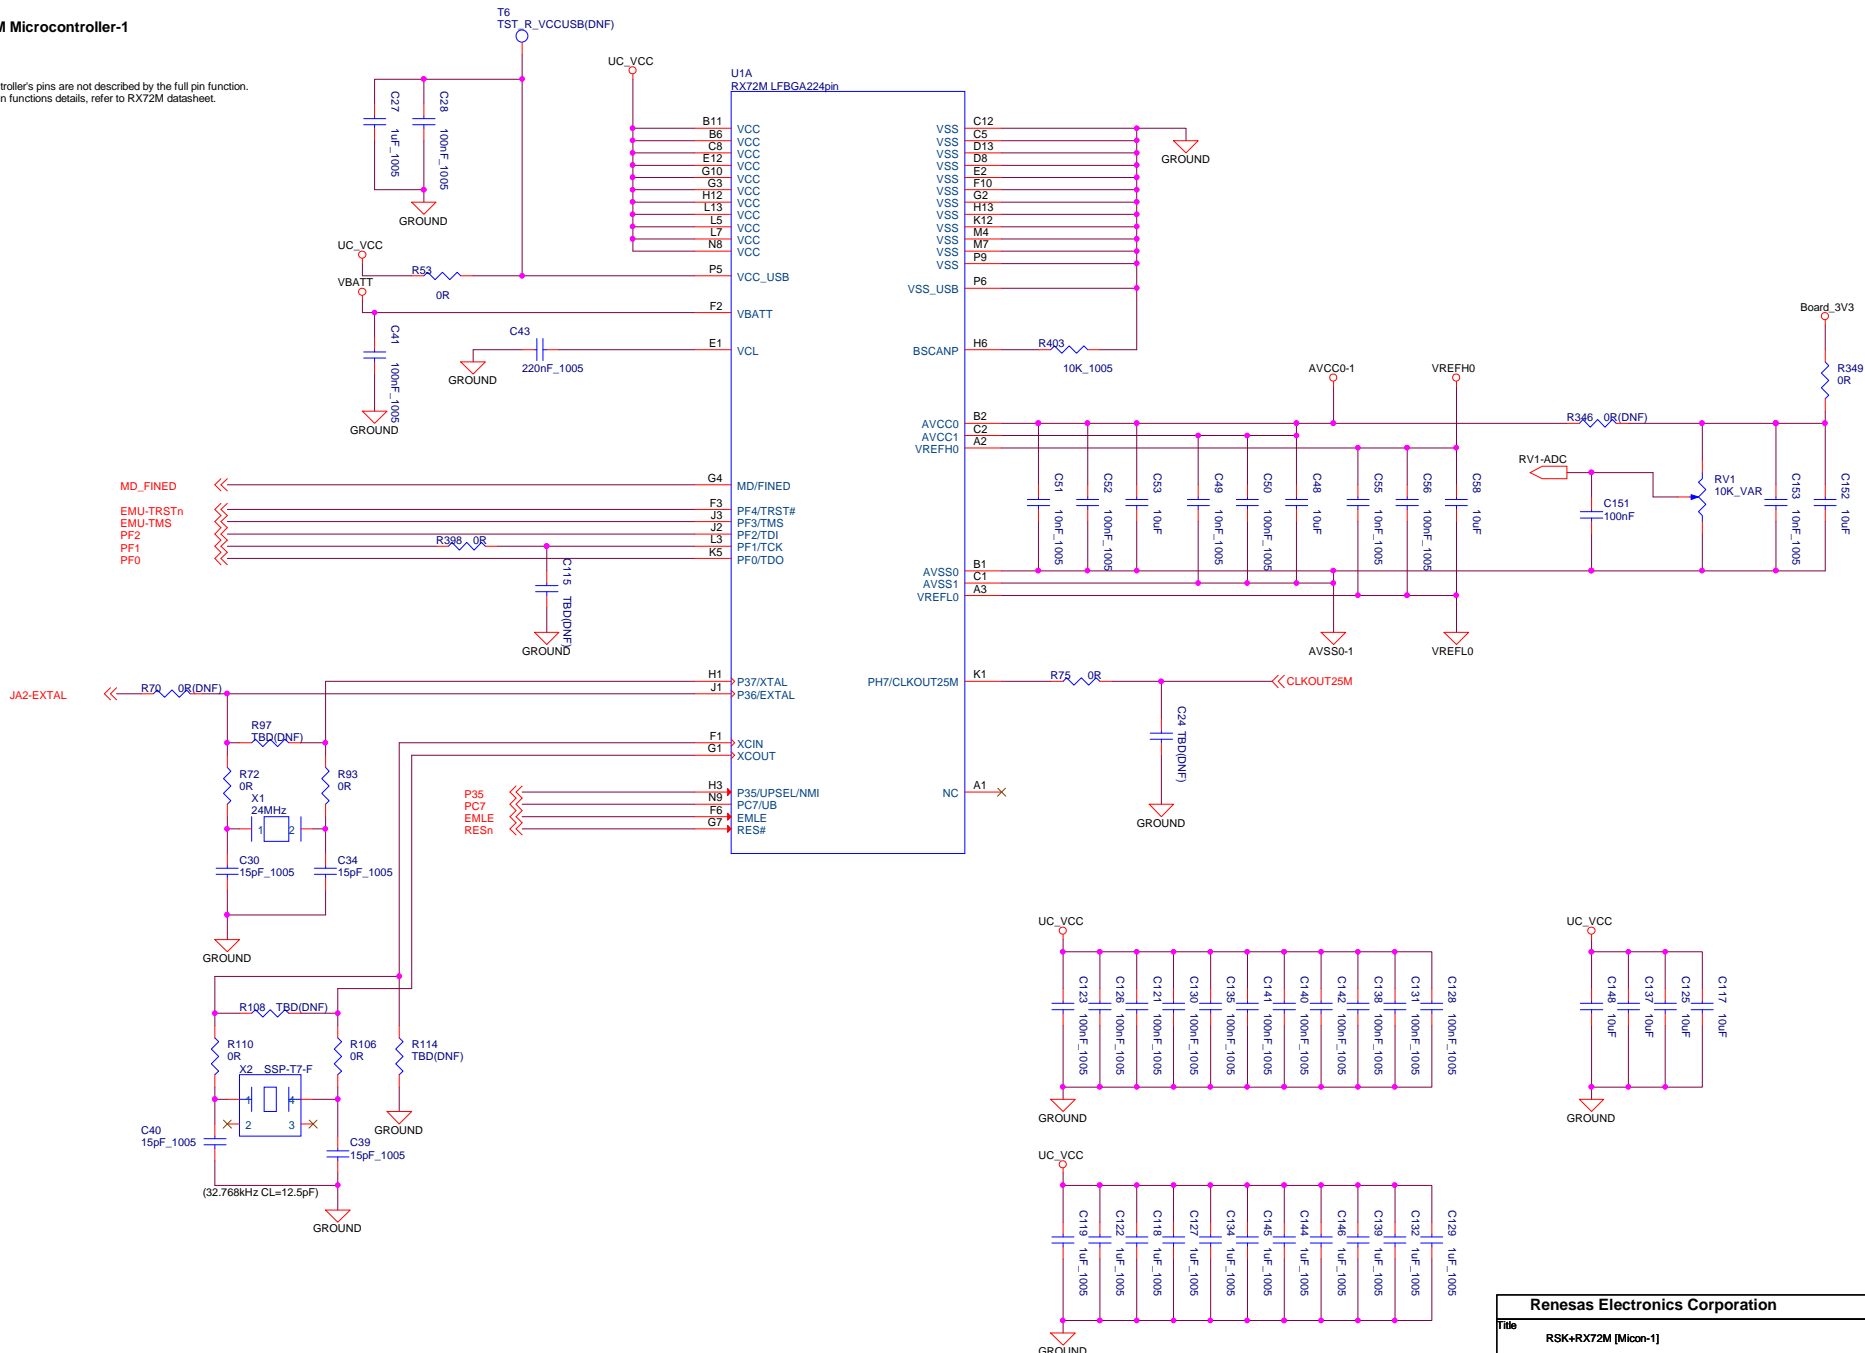 M Microcontroller-1
troller's pins are not described by the full pin function.
n functions details, refer to RX72M datasheet.
T6
TST_R_VCCUSB(DNF)
C27 1uF_1005
C28 100nF_1005
GROUND
UC_VCC
R53
0R
VBATT
C41 100nF_1005
GROUND
C43
220nF_1005
GROUND
UC_VCC
U1A
RX72M LFBGA224pin
B11 VCC
B6 VCC
C8 VCC
E12 VCC
G10 VCC
G3 VCC
H12 VCC
L13 VCC
L5 VCC
L7 VCC
N8 VCC
P5 VCC_USB
F2 VBATT
E1 VCL
G4 MD/FINED
F3 PF4/TRST#
J3 PF3/TMS
J2 PF2/TDI
L3 PF1/TCK
K5 PF0/TDO
H1 P37/XTAL
J1 P36/EXTAL
F1 XCIN
G1 XCOUT
H3 P35/UPSEL/NMI
N9 PC7/UB
F6 EMLE
G7 RES#
VSS C12
VSS C5
VSS D13
VSS D8
VSS E2
VSS F10
VSS G2
VSS H13
VSS K12
VSS M4
VSS M7
VSS P9
VSS_USB P6
BSCANP H6
AVCC0 B2
AVCC1 C2
VREFH0 A2
AVSS0 B1
AVSS1 C1
VREFL0 A3
PH7/CLKOUT25M K1
NC A1
GROUND
R403
10K_1005
AVCC0-1
VREFH0
C51 10nF_1005
C52 100nF_1005
C53 10uF
C49 10nF_1005
C50 100nF_1005
C48 10uF
C55 10nF_1005
C56 100nF_1005
C58 10uF
AVSS0-1
VREFL0
Board_3V3
R349
0R
R346 0R(DNF)
RV1-ADC
C151
100nF
RV1
10K_VAR
C153 10nF_1005
C152 10uF
R75 0R
CLKOUT25M
C24 TBD(DNF)
GROUND
MD_FINED
EMU-TRSTn
EMU-TMS
PF2
PF1
PF0
R398 0R
C115 TBD(DNF)
GROUND
JA2-EXTAL
R70 0R(DNF)
R97
TBD(DNF)
R72
0R
R93
0R
X1
24MHz
1 2
C30
15pF_1005
C34
15pF_1005
GROUND
P35
PC7
EMLE
RESn
R108 TBD(DNF)
R110
0R
R106
0R
R114
TBD(DNF)
X2 SSP-T7-F
1 4
2 3
C40
15pF_1005
C39
15pF_1005
GROUND
(32.768kHz CL=12.5pF)
GROUND
UC_VCC
C123 100nF_1005
C126 100nF_1005
C121 100nF_1005
C130 100nF_1005
C135 100nF_1005
C141 100nF_1005
C140 100nF_1005
C142 100nF_1005
C138 100nF_1005
C131 100nF_1005
C128 100nF_1005
GROUND
UC_VCC
C148 10uF
C137 10uF
C125 10uF
C117 10uF
GROUND
UC_VCC
C119 1uF_1005
C122 1uF_1005
C118 1uF_1005
C127 1uF_1005
C134 1uF_1005
C145 1uF_1005
C144 1uF_1005
C146 1uF_1005
C139 1uF_1005
C132 1uF_1005
C129 1uF_1005
GROUND
Renesas Electronics Corporation
Title
RSK+RX72M [Micon-1]